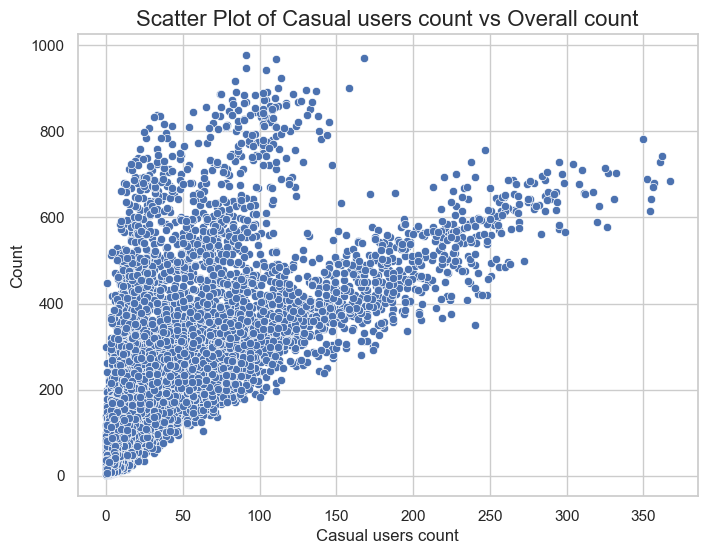 Scatter Plot of Casual users count vs Overall count
Count
1000
800
600
400
200
0
0 50 100 150 200 250 300 350
Casual users count